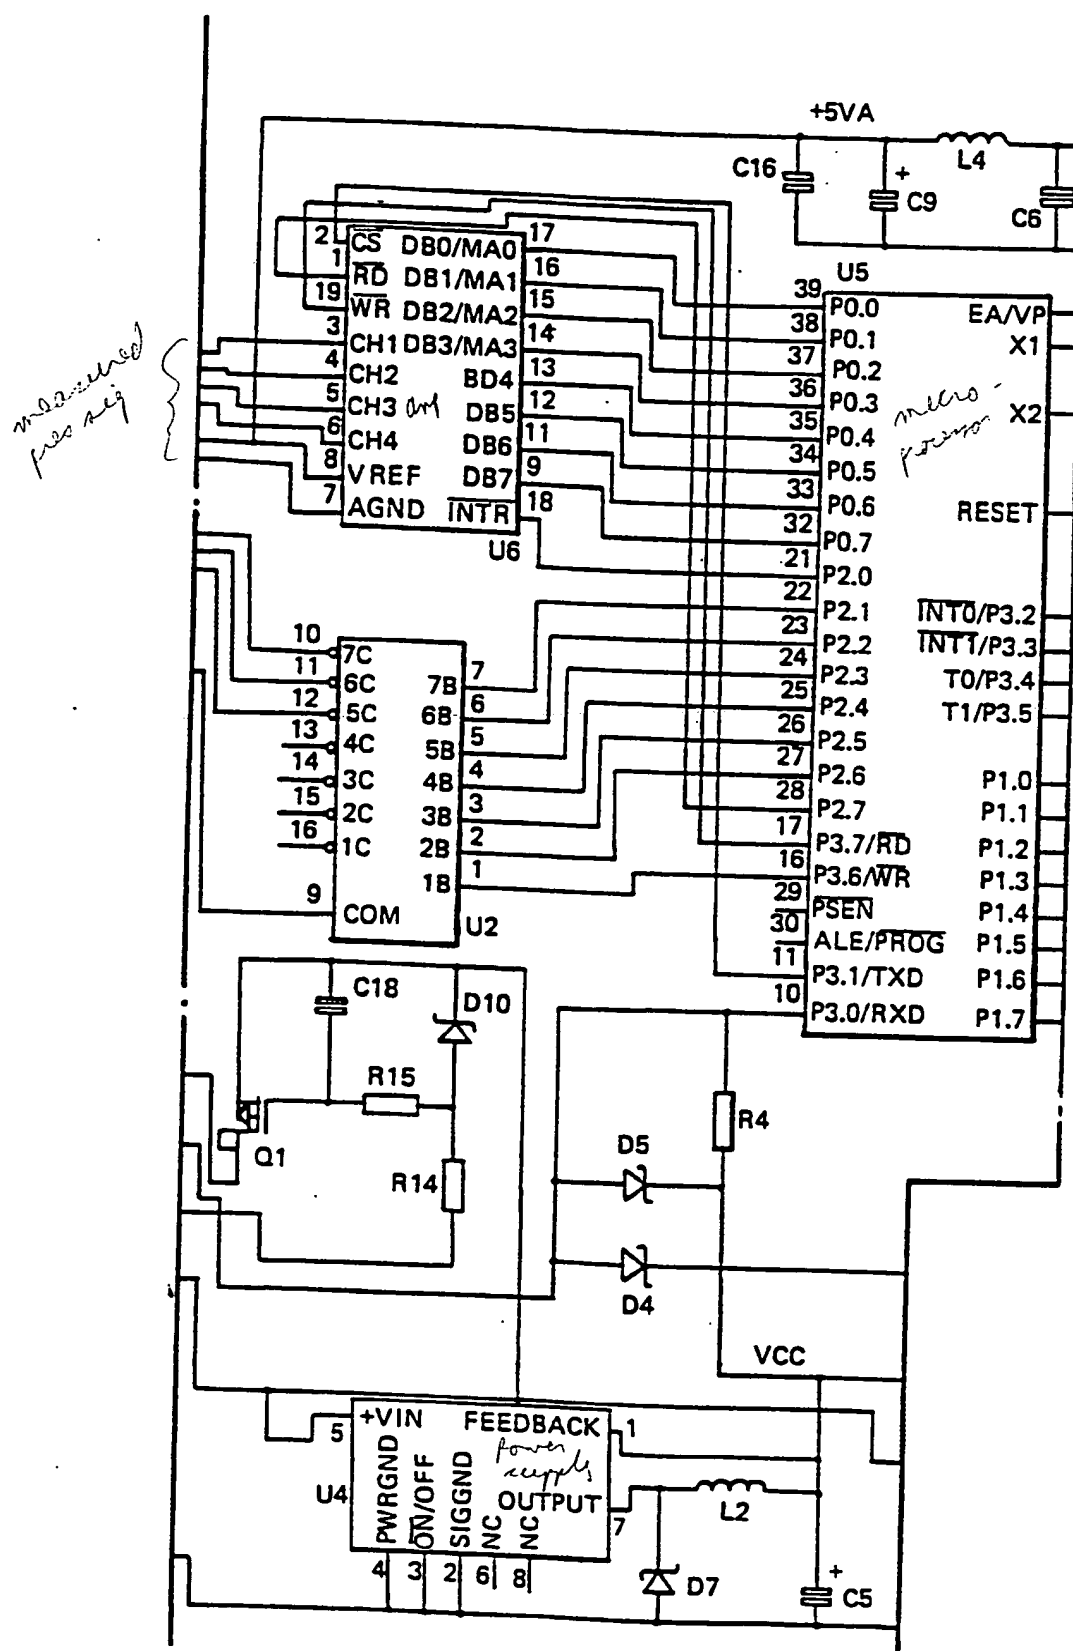 +5VA
C16
+
C9
L4
C6
2
CS
DB0/MA0
17
1
RD
DB1/MA1
16
19
WR
DB2/MA2
15
3
CH1
DB3/MA3
14
4
CH2
BD4
13
5
CH3
DB5
12
6
CH4
DB6
11
8
VREF
DB7
9
7
AGND
INTR
18
U6
measured
pres sig
U5
39
P0.0
EA/VP
38
P0.1
X1
37
P0.2
36
P0.3
micro-
35
P0.4
X2
34
P0.5
33
P0.6
RESET
32
P0.7
21
P2.0
22
P2.1
INT0/P3.2
23
P2.2
INT1/P3.3
24
P2.3
T0/P3.4
25
P2.4
T1/P3.5
26
P2.5
27
P2.6
P1.0
28
P2.7
P1.1
17
P3.7/RD
P1.2
16
P3.6/WR
P1.3
29
PSEN
P1.4
30
ALE/PROG
P1.5
11
P3.1/TXD
P1.6
10
P3.0/RXD
P1.7
10
7C
11
6C
7B
7
12
5C
6B
6
13
4C
5B
5
14
3C
4B
4
15
2C
3B
3
16
1C
2B
2
1B
1
9
COM
U2
C18
D10
R15
R4
Q1
R14
D5
D4
VCC
+VIN
FEEDBACK
1
5
power
supply
U4
PWRGND
ON/OFF
SIGGND
NC
NC
OUTPUT
7
L2
4
3
2
6
8
D7
+
C5